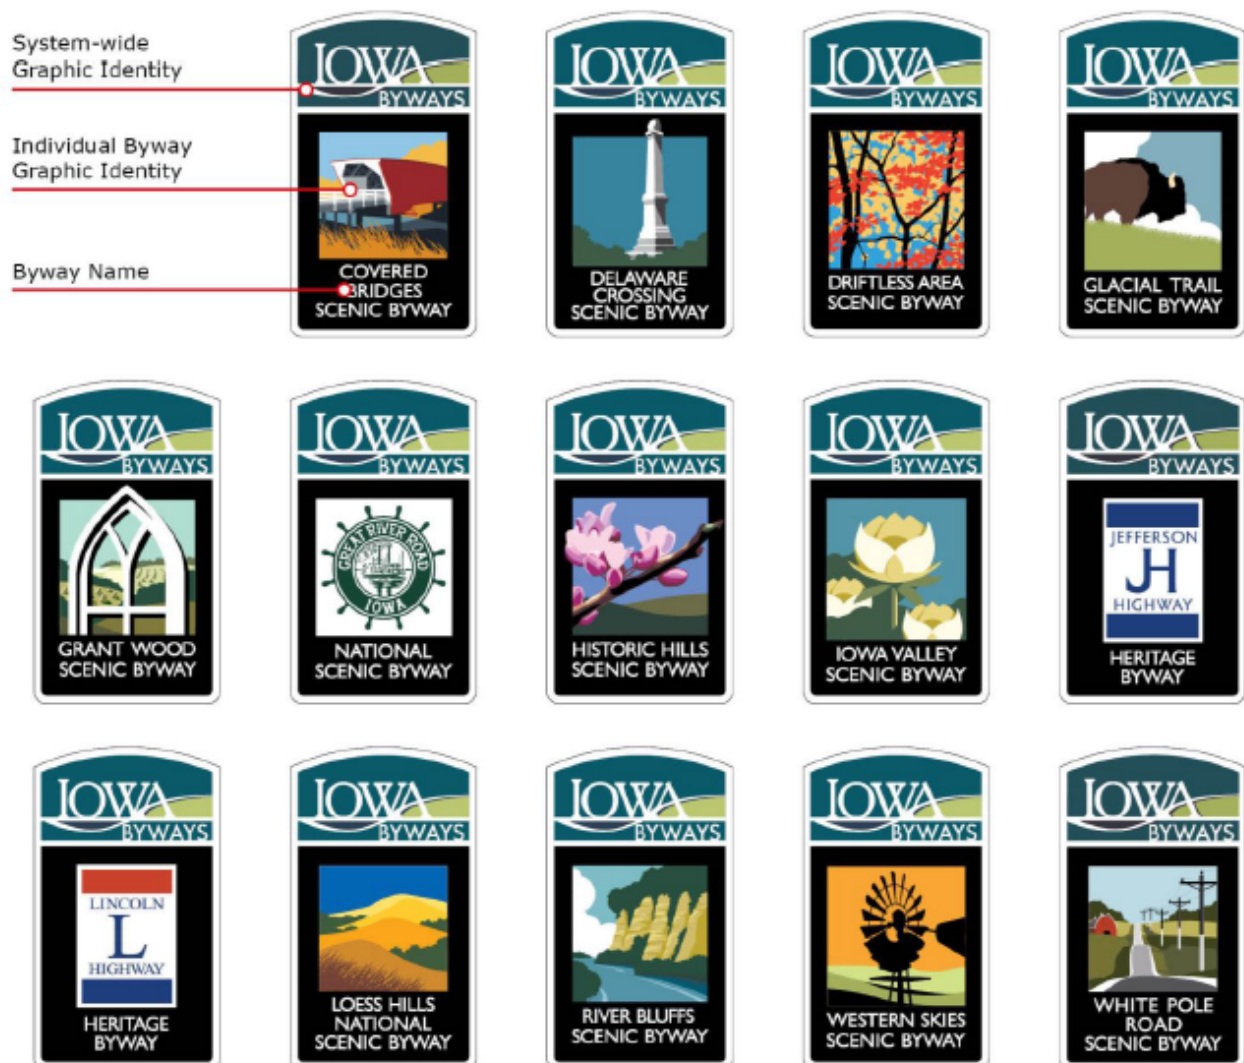 System-wide
Graphic Identity
Individual Byway
Graphic Identity
Byway Name
IOWA
BYWAYS
COVERED
BRIDGES
SCENIC BYWAY
IOWA
BYWAYS
DELAWARE
CROSSING
SCENIC BYWAY
IOWA
BYWAYS
DRIFTLESS AREA
SCENIC BYWAY
IOWA
BYWAYS
GLACIAL TRAIL
SCENIC BYWAY
IOWA
BYWAYS
GRANT WOOD
SCENIC BYWAY
IOWA
BYWAYS
GREAT RIVER ROAD
IOWA
NATIONAL
SCENIC BYWAY
IOWA
BYWAYS
HISTORIC HILLS
SCENIC BYWAY
IOWA
BYWAYS
IOWA VALLEY
SCENIC BYWAY
IOWA
BYWAYS
JEFFERSON
JH
HIGHWAY
HERITAGE
BYWAY
IOWA
BYWAYS
LINCOLN
L
HIGHWAY
HERITAGE
BYWAY
IOWA
BYWAYS
LOESS HILLS
NATIONAL
SCENIC BYWAY
IOWA
BYWAYS
RIVER BLUFFS
SCENIC BYWAY
IOWA
BYWAYS
WESTERN SKIES
SCENIC BYWAY
IOWA
BYWAYS
WHITE POLE
ROAD
SCENIC BYWAY